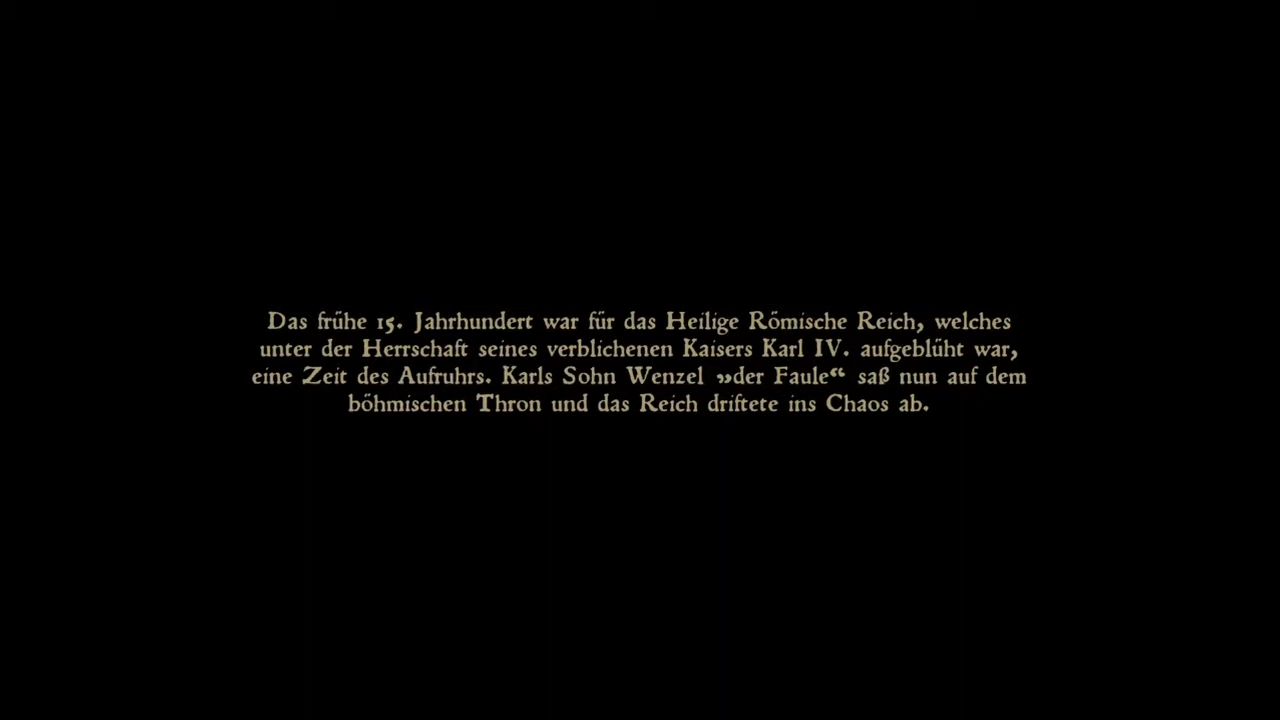 Das frühe 15. Jahrhundert war für das Heilige Römische Reich, welches
unter der Herrschaft seines verblichenen Kaisers Karl IV. aufgeblüht war,
eine Zeit des Aufruhrs. Karls Sohn Wenzel „der Faule“ saß nun auf dem
böhmischen Thron und das Reich driftete ins Chaos ab.